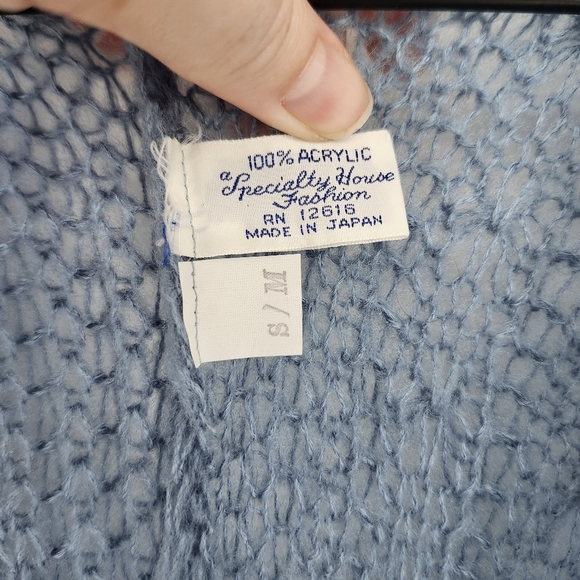 100% ACRYLIC
a Specialty House
Fashion
RN 12616
MADE IN JAPAN
S/M